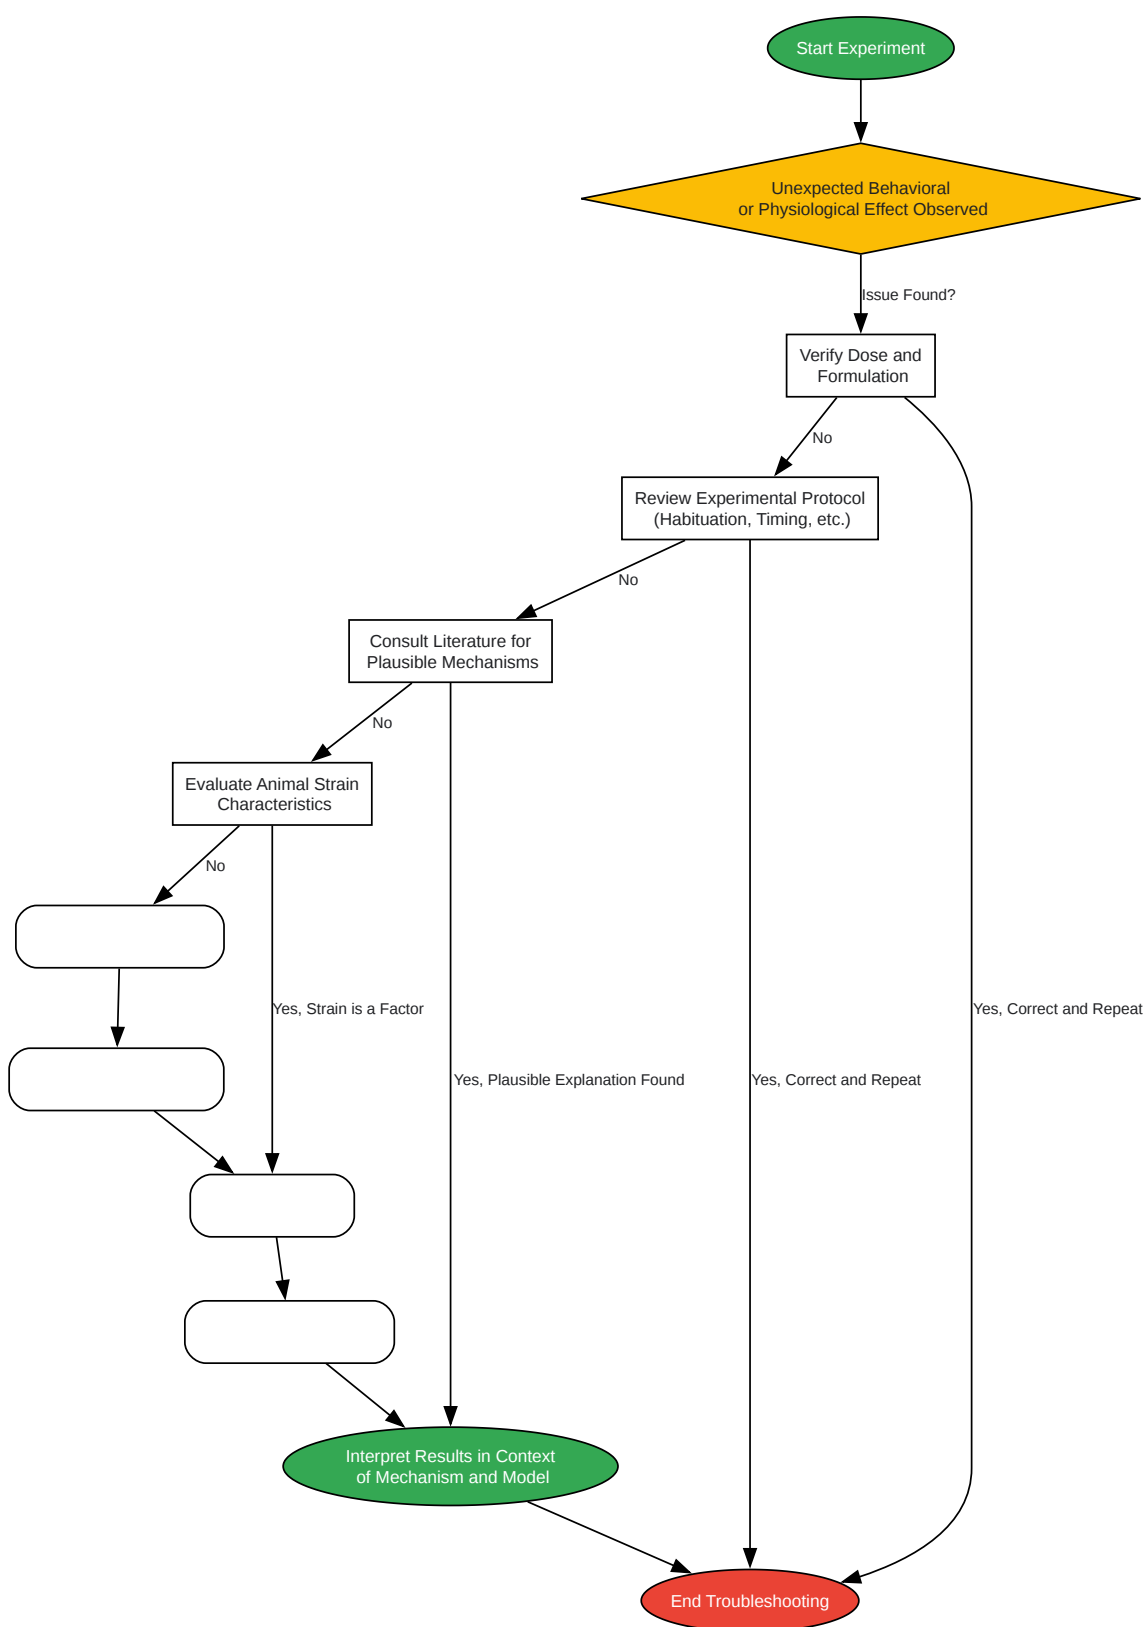 Start Experiment
Unexpected Behavioral
or Physiological Effect Observed
Issue Found?
Verify Dose and
Formulation
No
Review Experimental Protocol
(Habituation, Timing, etc.)
No
Consult Literature for
Plausible Mechanisms
No
Evaluate Animal Strain
Characteristics
No
Yes, Strain is a Factor
Yes, Correct and Repeat
Yes, Plausible Explanation Found
Yes, Correct and Repeat
Interpret Results in Context
of Mechanism and Model
End Troubleshooting